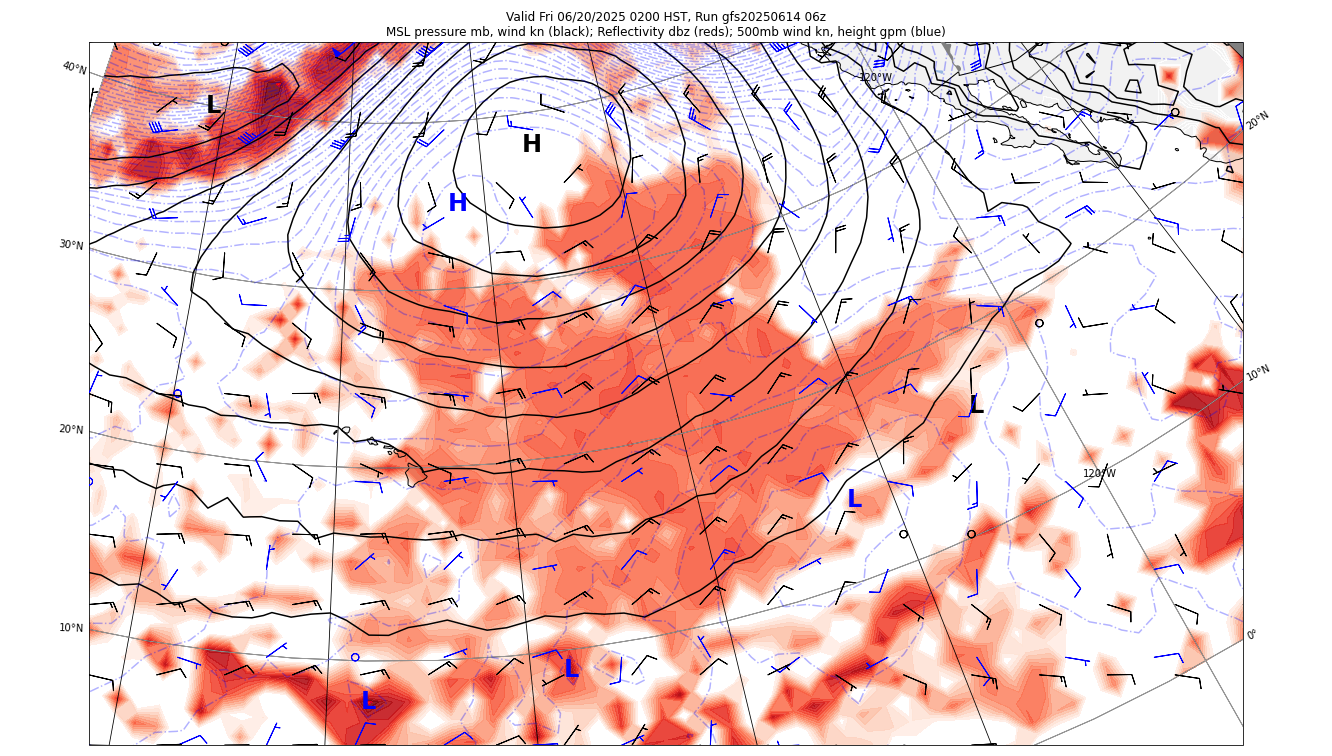 Valid Fri 06/20/2025 0200 HST, Run gfs20250614 06z
MSL pressure mb, wind kn (black); Reflectivity dbz (reds); 500mb wind kn, height gpm (blue)
40°N
120°W
L
20°N
H
H
30°N
10°N
L
20°N
120°W
L
10°N
0°
L
L